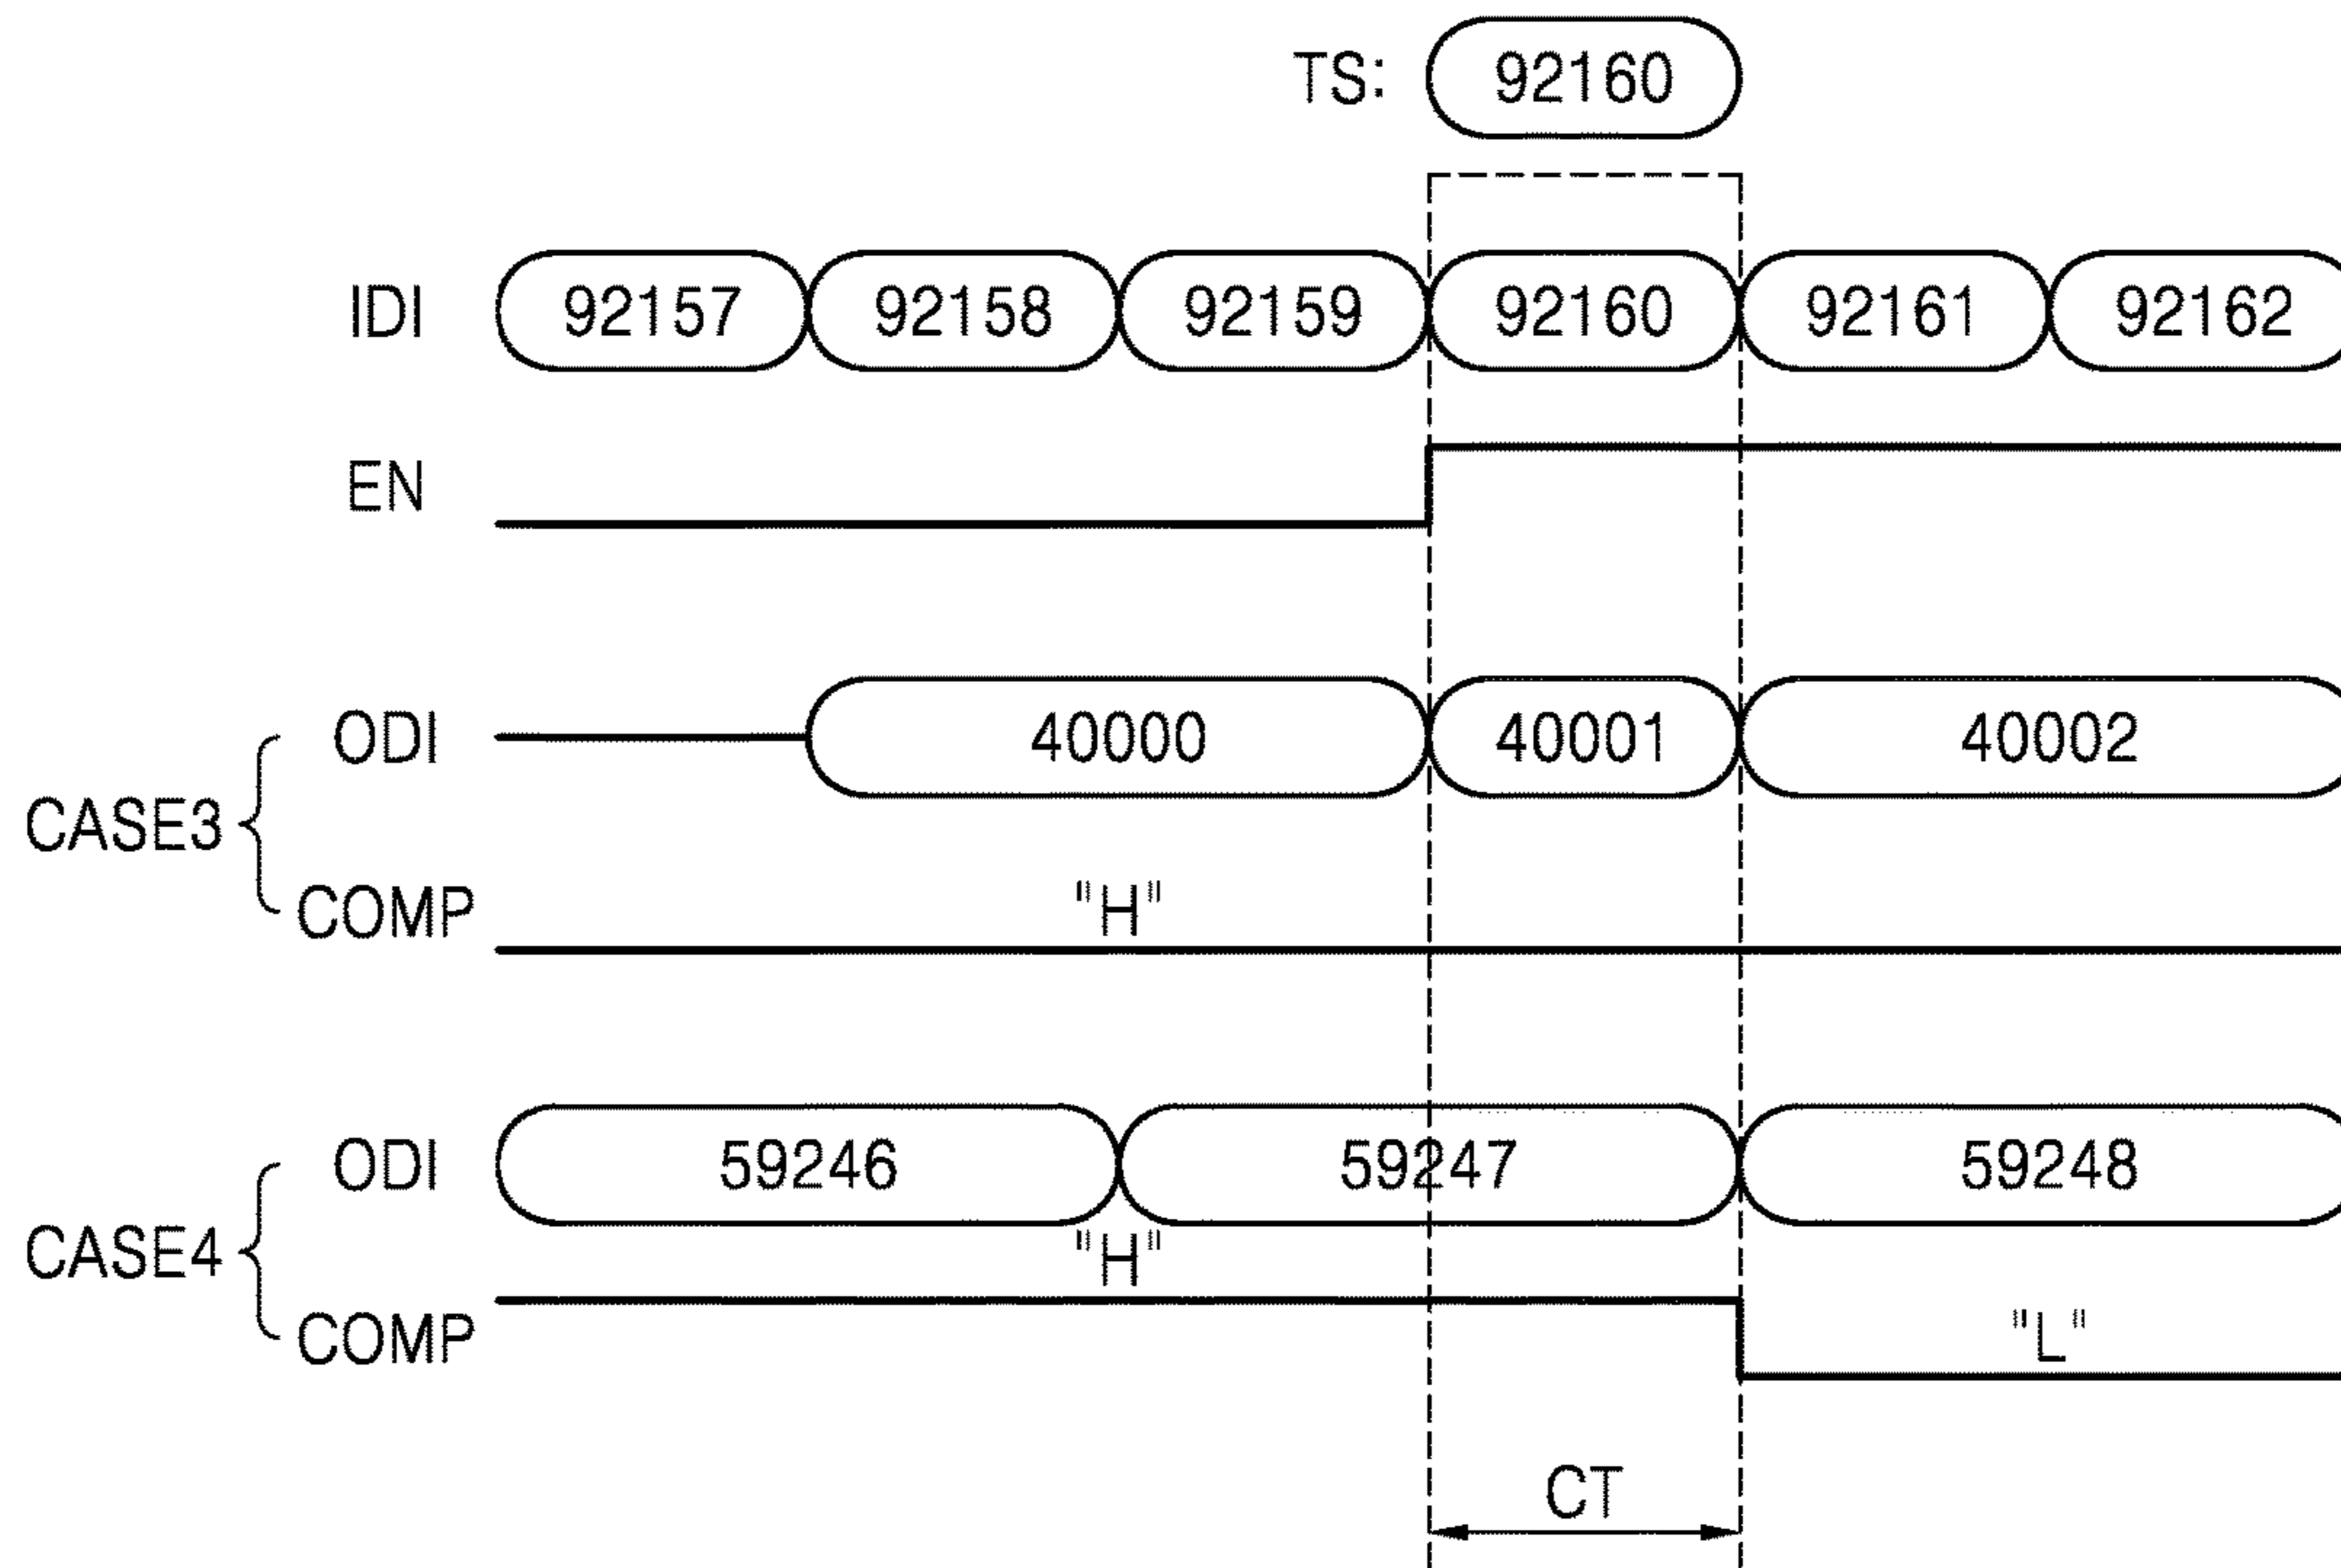 TS: 92160
IDI 92157 92158 92159 92160 92161 92162
EN
ODI 40000 40001 40002
CASE3
COMP "H"
ODI 59246 59247 59248
CASE4 "H"
COMP "L"
CT